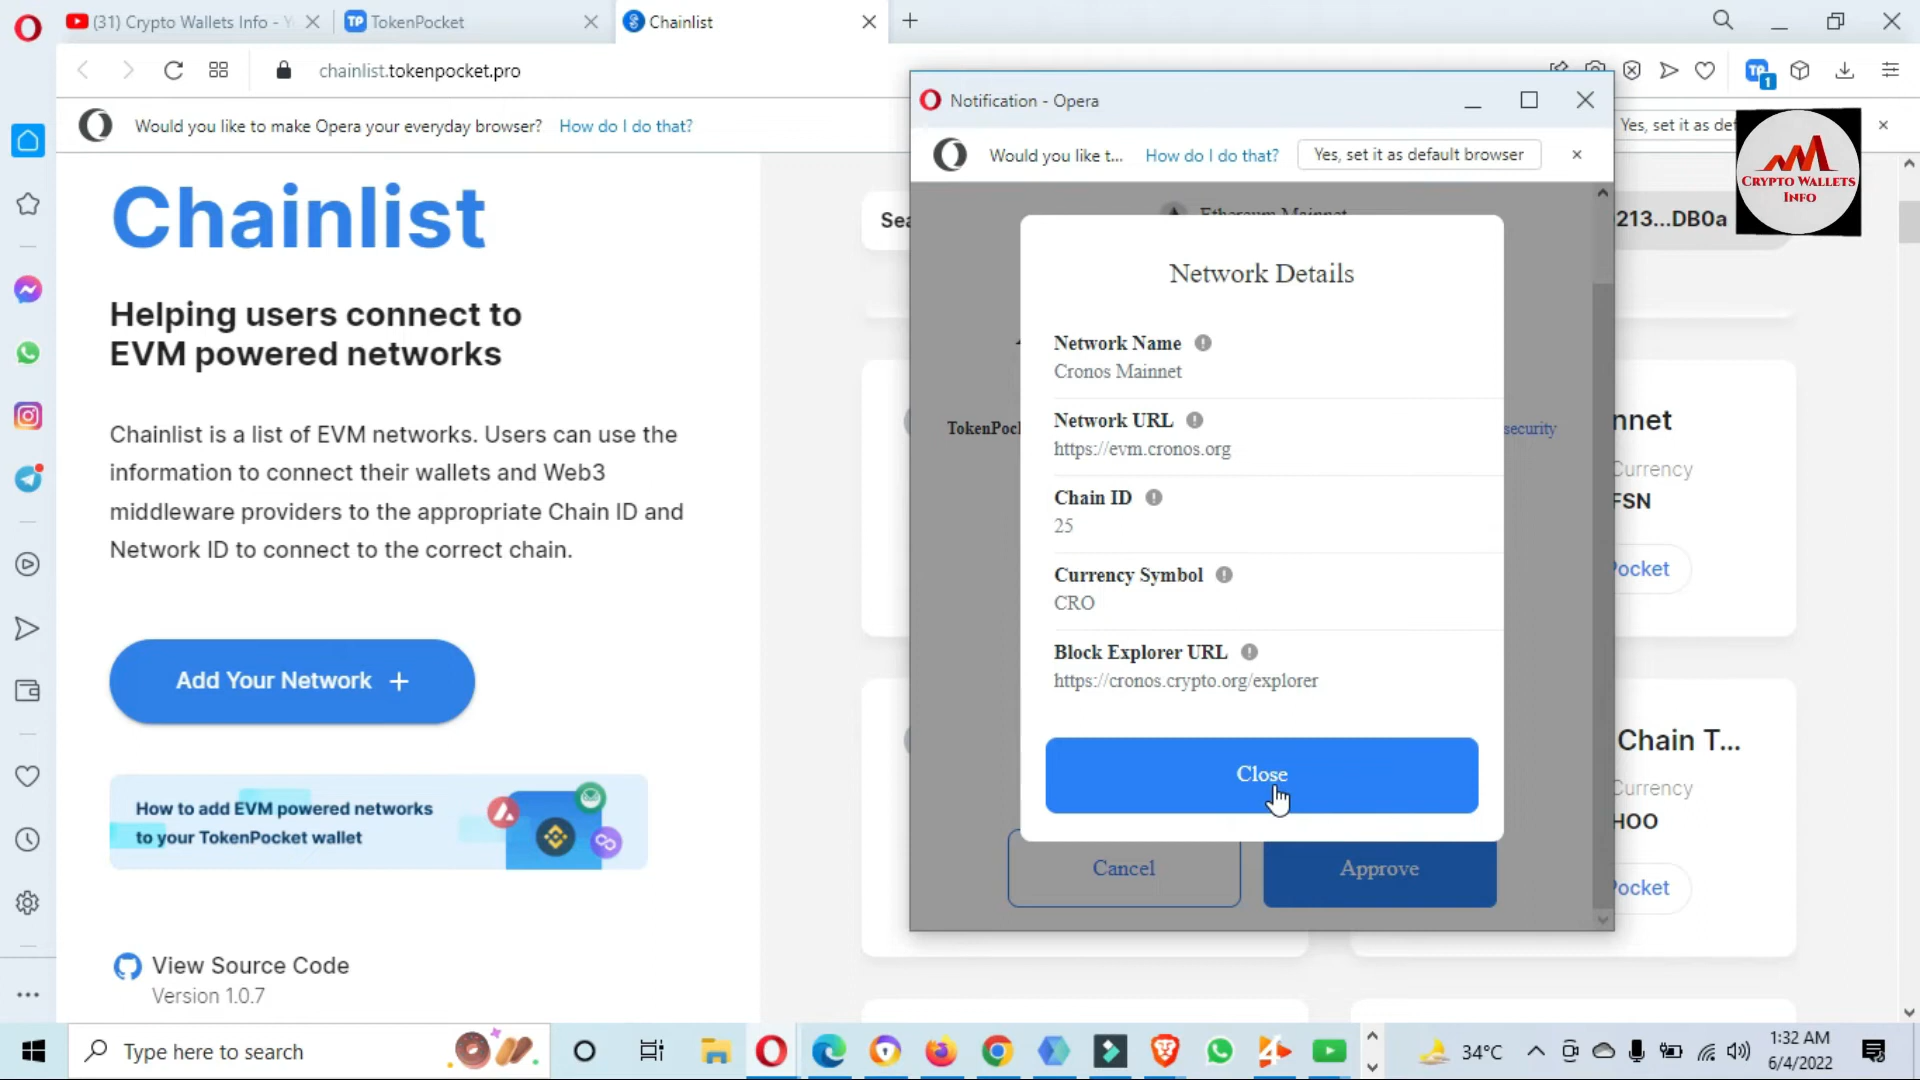 (31) Crypto Wallets Info - Y
TokenPocket
Chainlist
chainlist.tokenpocket.pro
TP
1
Would you like to make Opera your everyday browser? How do I do that?
Yes, set it as def
Notification - Opera
Would you like t... How do I do that? Yes, set it as default browser
CRYPTO WALLETS
INFO
Chainlist
Helping users connect to
EVM powered networks
Chainlist is a list of EVM networks. Users can use the
information to connect their wallets and Web3
middleware providers to the appropriate Chain ID and
Network ID to connect to the correct chain.
Add Your Network +
How to add EVM powered networks
to your TokenPocket wallet
View Source Code
Version 1.0.7
Sea
213...DB0a
Ethereum Mainnet
TokenPoc
security
Network Details
Network Name
Cronos Mainnet
Network URL
https://evm.cronos.org
Chain ID
25
Currency Symbol
CRO
Block Explorer URL
https://cronos.crypto.org/explorer
Close
Cancel
Approve
nnet
Currency
FSN
Pocket
Chain T...
Currency
HOO
Pocket
Type here to search
34°C
1:32 AM
6/4/2022